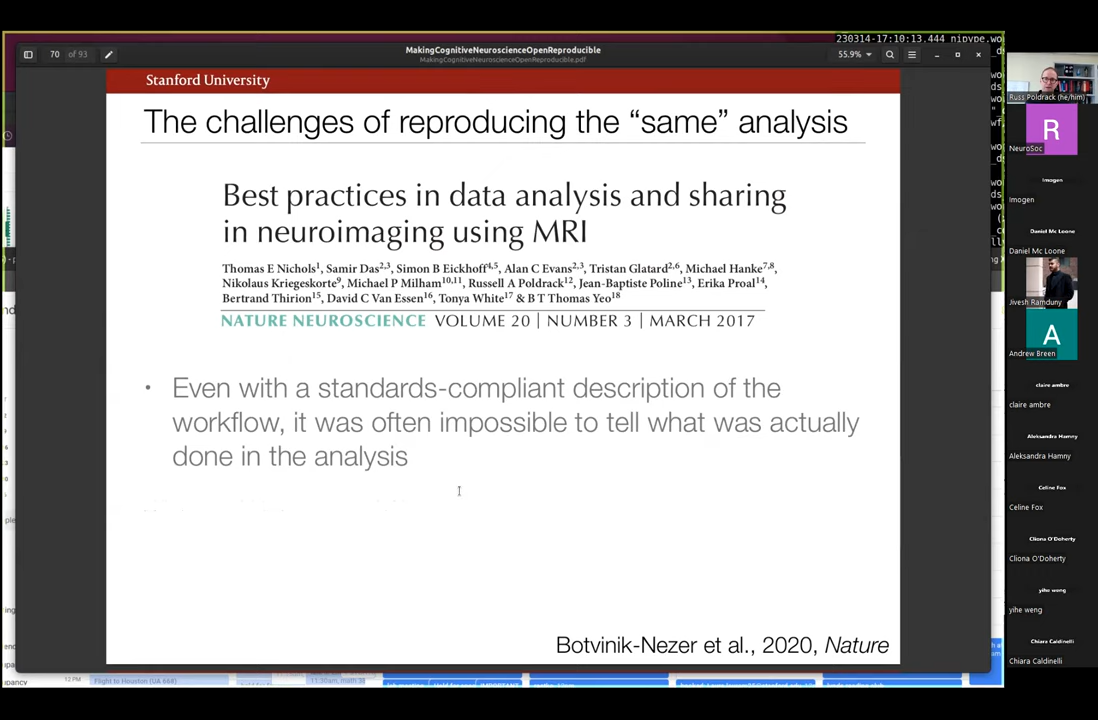 230314-17:10:13.444 nipype.wo
70 of 93
MakingCognitiveNeuroscienceOpenReproducible
MakingCognitiveNeuroscienceOpenReproducible.pdf
55.9%
Stanford University
The challenges of reproducing the “same” analysis
Best practices in data analysis and sharing
in neuroimaging using MRI
Thomas E Nichols1, Samir Das2,3, Simon B Eickhoff4,5, Alan C Evans2,3, Tristan Glatard2,6, Michael Hanke7,8,
Nikolaus Kriegeskorte9, Michael P Milham10,11, Russell A Poldrack12, Jean-Baptiste Poline13, Erika Proal14,
Bertrand Thirion15, David C Van Essen16, Tonya White17 & B T Thomas Yeo18
NATURE NEUROSCIENCE VOLUME 20 | NUMBER 3 | MARCH 2017
• Even with a standards-compliant description of the
workflow, it was often impossible to tell what was actually
done in the analysis
Botvinik-Nezer et al., 2020, Nature
12 PM
Flight to Houston (UA 668)
Russ Poldrack (he/him)
R
NeuroSoc
Imogen
Imogen
Daniel Mc Loone
Daniel Mc Loone
Jivesh Ramduny
A
Andrew Breen
claire ambre
claire ambre
Aleksandra Hamny
Aleksandra Hamny
Celine Fox
Celine Fox
Cliona O'Doherty
Cliona O'Doherty
yihe weng
yihe weng
Chiara Caldinelli
Chiara Caldinelli